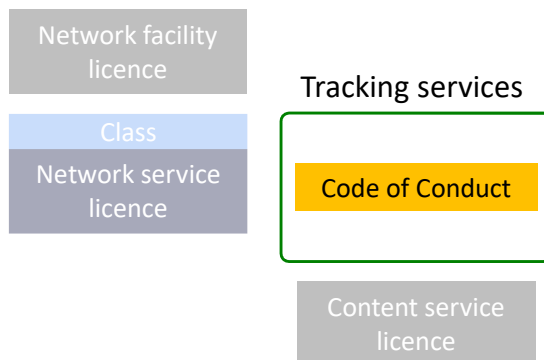 Network facility
licence
Tracking services
Class
Network service
licence
Code of Conduct
Content service
licence